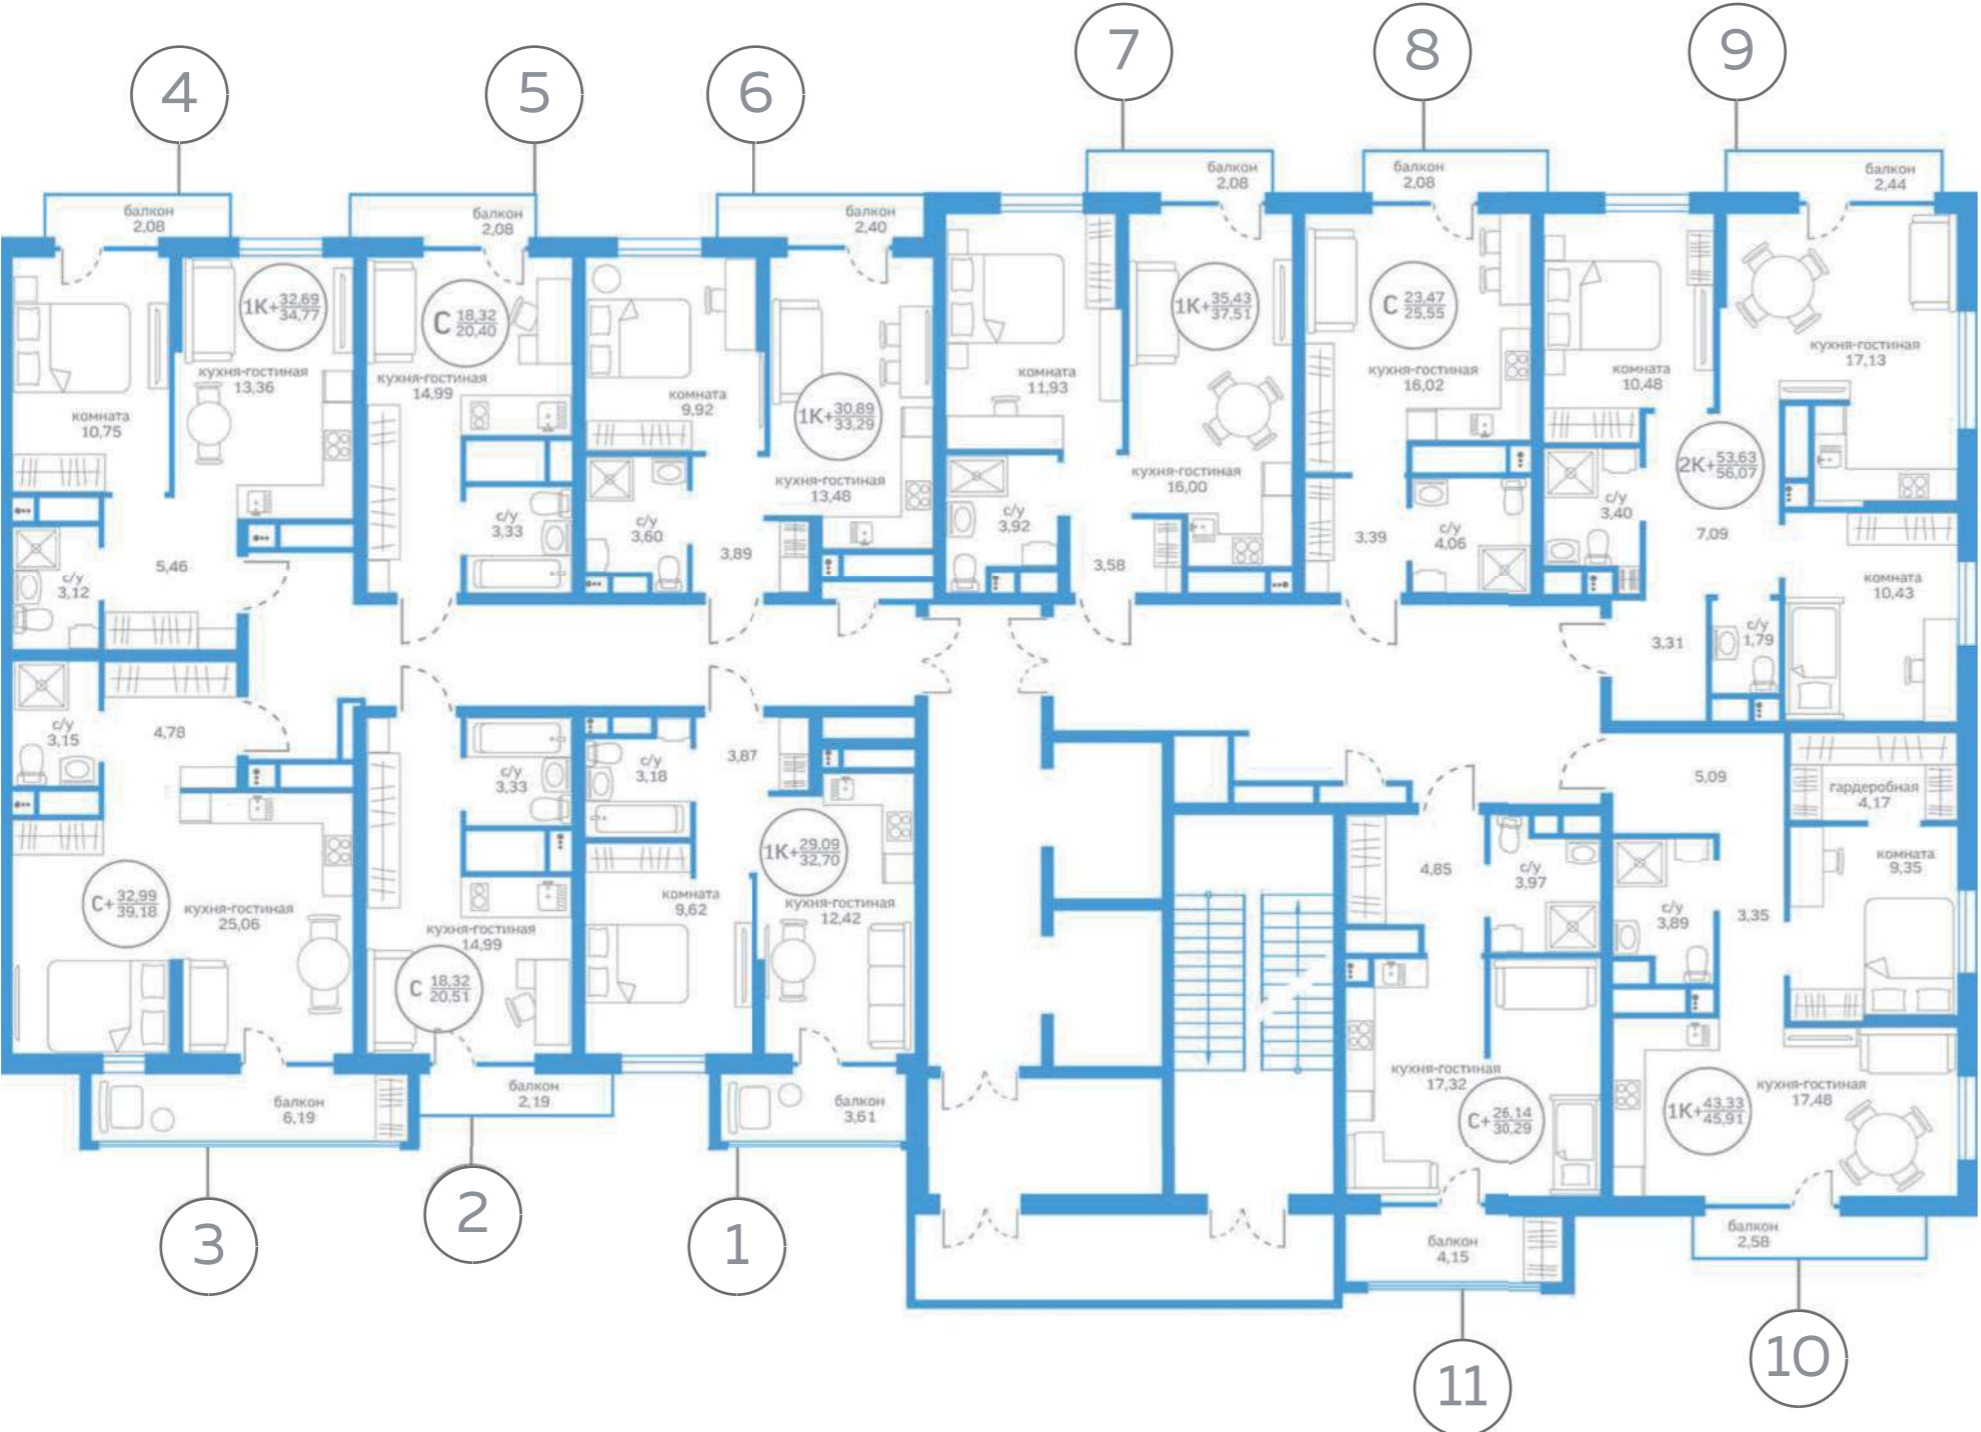 4
5
6
7
8
9
балкон
2,08
балкон
2,08
балкон
2,40
балкон
2,08
балкон
2,08
балкон
2,44
комната
10,75
1К+ 32,69
34,77
кухня-гостиная
13,36
с/у
3,12
5,46
С 18,32
20,40
кухня-гостиная
14,99
с/у
3,33
комната
9,92
с/у
3,60
3,89
1К+ 30,89
33,29
кухня-гостиная
13,48
комната
11,93
с/у
3,92
3,58
1К+ 35,43
37,51
кухня-гостиная
16,00
С 23,47
25,55
кухня-гостиная
16,02
3,39
с/у
4,06
комната
10,48
с/у
3,40
2К+ 53,63
56,07
7,09
кухня-гостиная
17,13
комната
10,43
3,31
с/у
1,79
с/у
3,15
4,78
С+ 32,99
39,18
кухня-гостиная
25,06
балкон
6,19
с/у
3,33
кухня-гостиная
14,99
С 18,32
20,51
балкон
2,19
с/у
3,18
3,87
комната
9,62
1К+ 29,09
32,70
кухня-гостиная
12,42
балкон
3,61
4,85
с/у
3,97
кухня-гостиная
17,32
С+ 26,14
30,29
балкон
4,15
5,09
гардеробная
4,17
комната
9,35
с/у
3,89
3,35
1К+ 43,33
45,91
кухня-гостиная
17,48
балкон
2,58
3
2
1
11
10